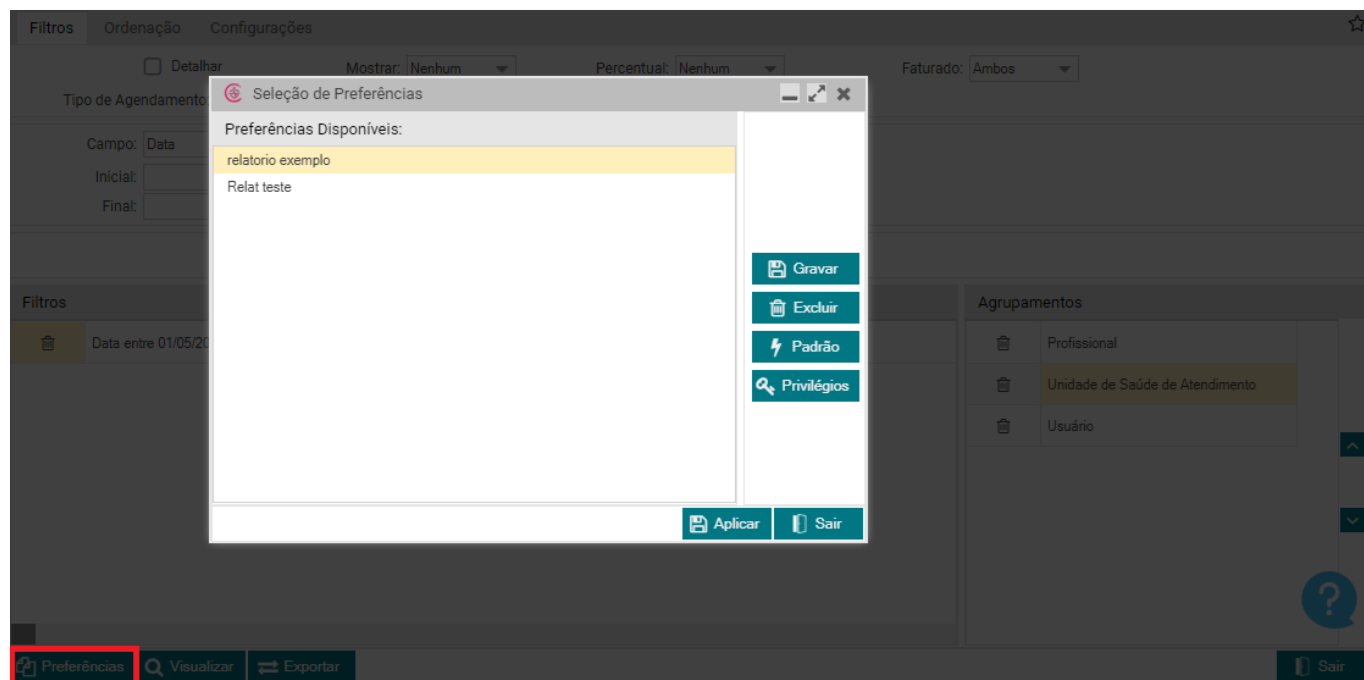 Filtros Ordenação Configurações
Detalhar Mostrar: Nenhum Percentual: Nenhum Faturado: Ambos
Tipo de Agendamento:
Seleção de Preferências
Campo: Data
Inicial:
Final:
Preferências Disponíveis:
relatorio exemplo
Relat teste
Gravar
Excluir
Padrão
Privilégios
Aplicar Sair
Filtros
Data entre 01/05/20
Agrupamentos
Profissional
Unidade de Saúde de Atendimento
Usuário
?
Preferências Visualizar Exportar Sair